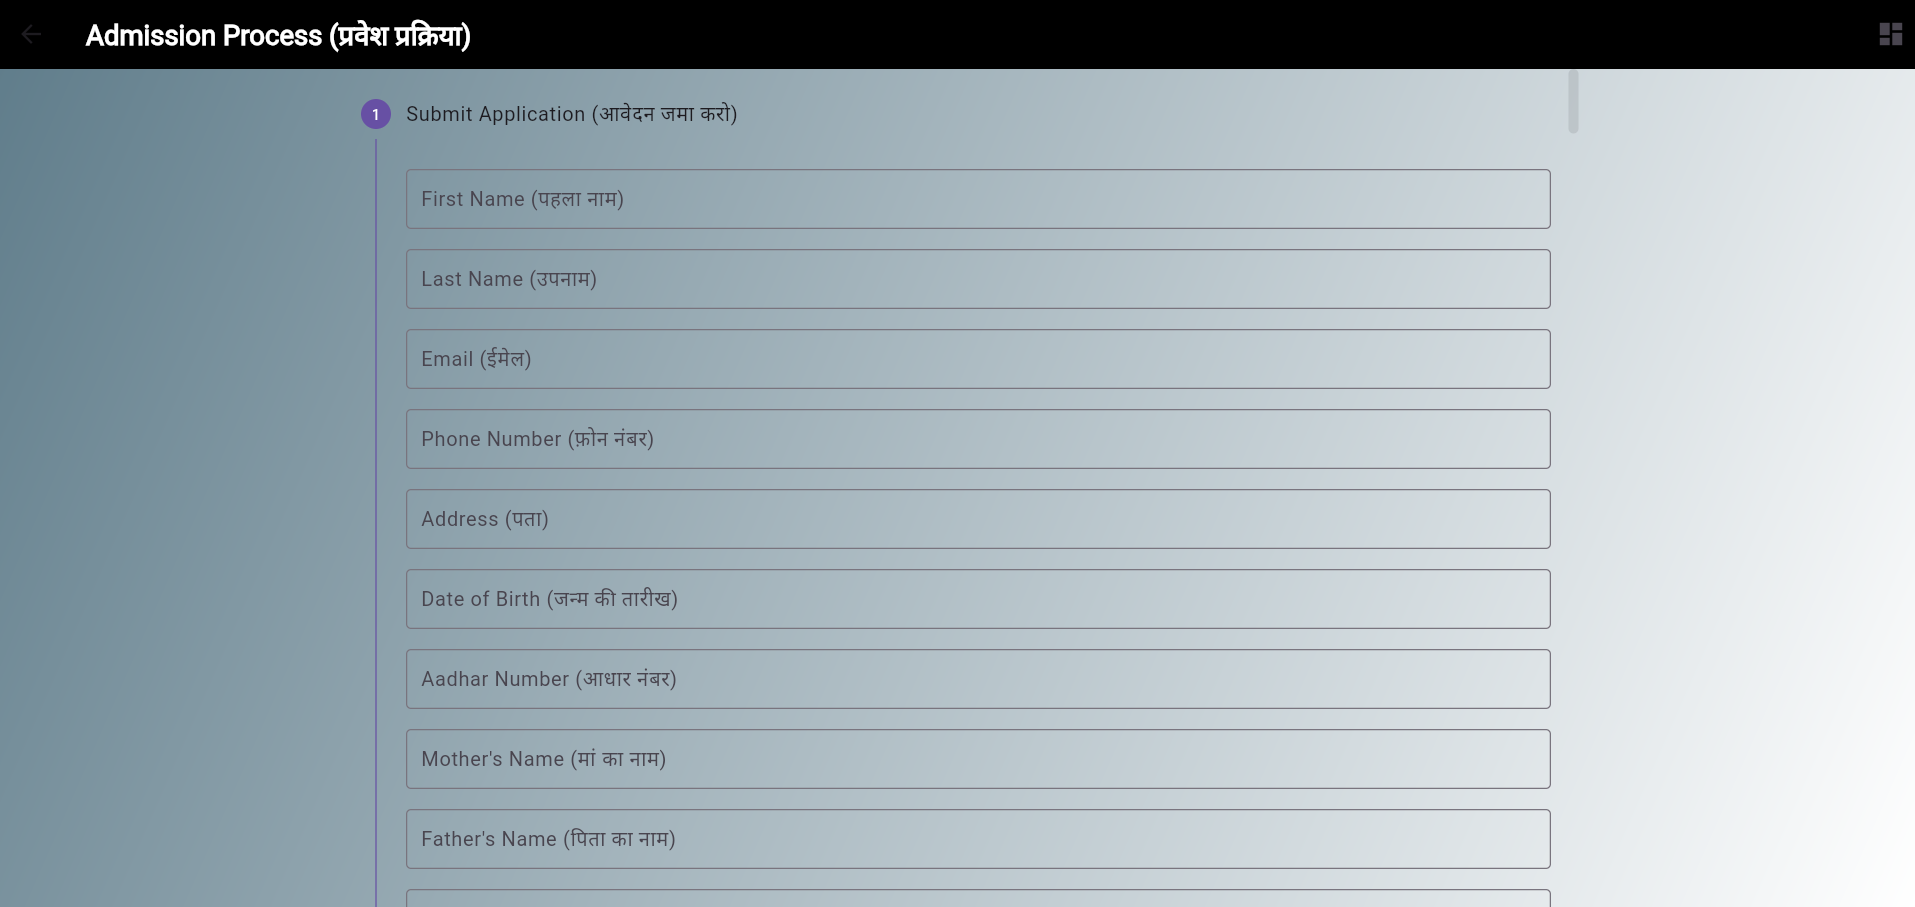 Admission Process (प्रवेश प्रक्रिया)
1 Submit Application (आवेदन जमा करो)
First Name (पहला नाम)
Last Name (उपनाम)
Email (ईमेल)
Phone Number (फ़ोन नंबर)
Address (पता)
Date of Birth (जन्म की तारीख)
Aadhar Number (आधार नंबर)
Mother's Name (मां का नाम)
Father's Name (पिता का नाम)